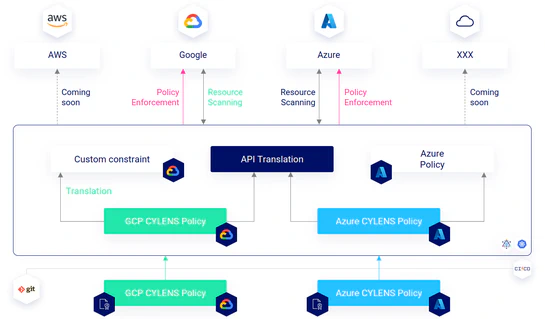 aws
AWS
Google
Azure
XXX
Coming
soon
Policy
Enforcement
Resource
Scanning
Resource
Scanning
Policy
Enforcement
Coming
soon
Custom constraint
API Translation
Azure
Policy
Translation
GCP CYLENS Policy
Azure CYLENS Policy
git
CI/CD
GCP CYLENS Policy
Azure CYLENS Policy